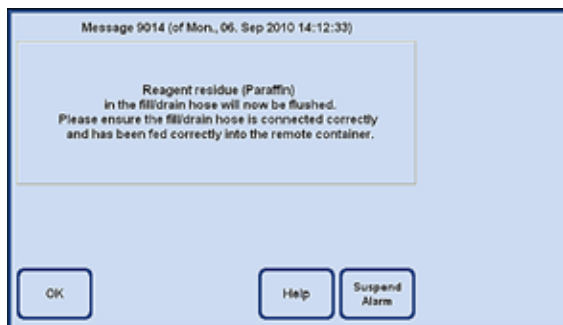 Message 9014 (of Mon., 06. Sep 2010 14:12:33)
Reagent residue (Paraffin)
in the fill/drain hose will now be flushed.
Please ensure the fill/drain hose is connected correctly
and has been fed correctly into the remote container.
OK
Help
Suspend
Alarm